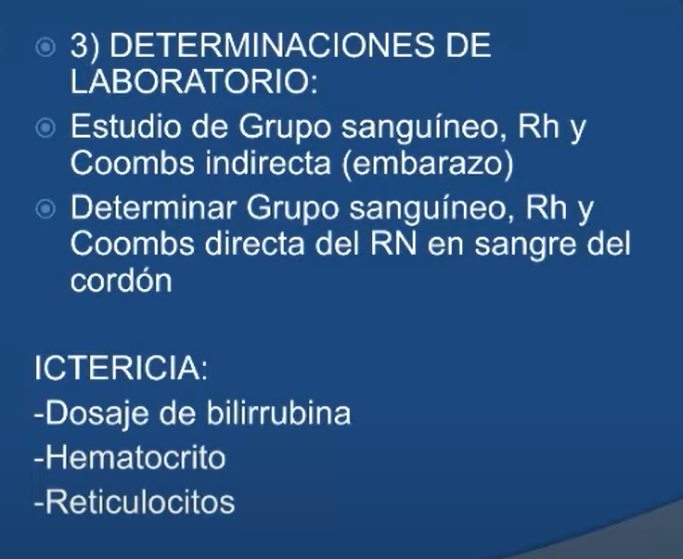 3) DETERMINACIONES DE
LABORATORIO:
Estudio de Grupo sanguíneo, Rh y
Coombs indirecta (embarazo)
Determinar Grupo sanguíneo, Rh y
Coombs directa del RN en sangre del
cordón
ICTERICIA:
-Dosaje de bilirrubina
-Hematocrito
-Reticulocitos